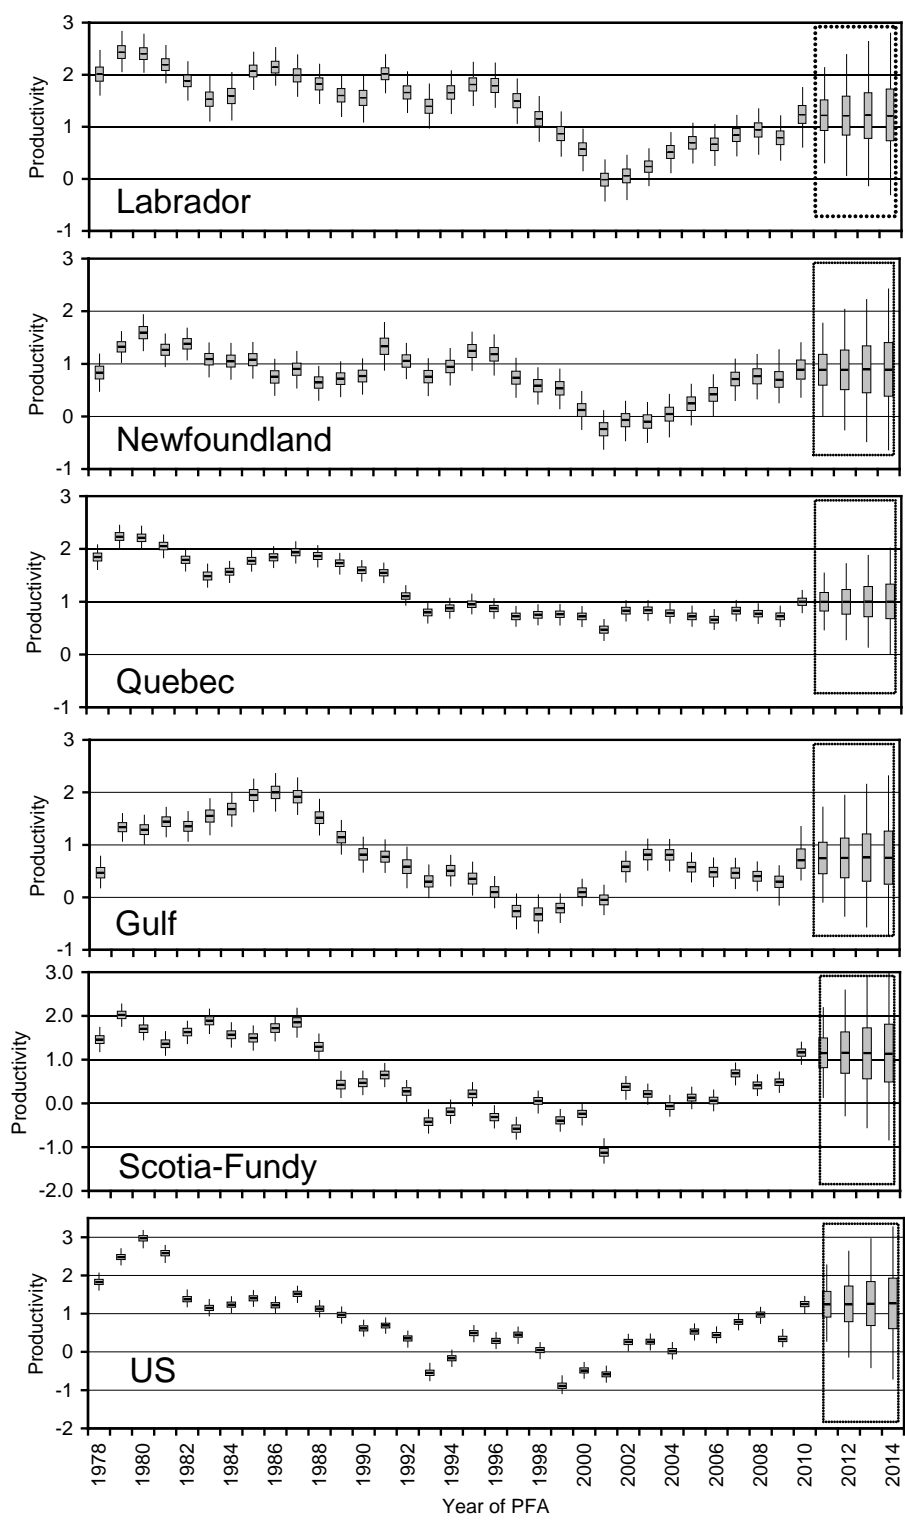 3
2
1
0
-1
Productivity
Labrador
3
2
1
0
-1
Productivity
Newfoundland
3
2
1
0
-1
Productivity
Quebec
3
2
1
0
-1
Productivity
Gulf
3.0
2.0
1.0
0.0
-1.0
-2.0
Productivity
Scotia-Fundy
3
2
1
0
-1
-2
Productivity
US
1978 1980 1982 1984 1986 1988 1990 1992 1994 1996 1998 2000 2002 2004 2006 2008 2010 2012 2014
Year of PFA